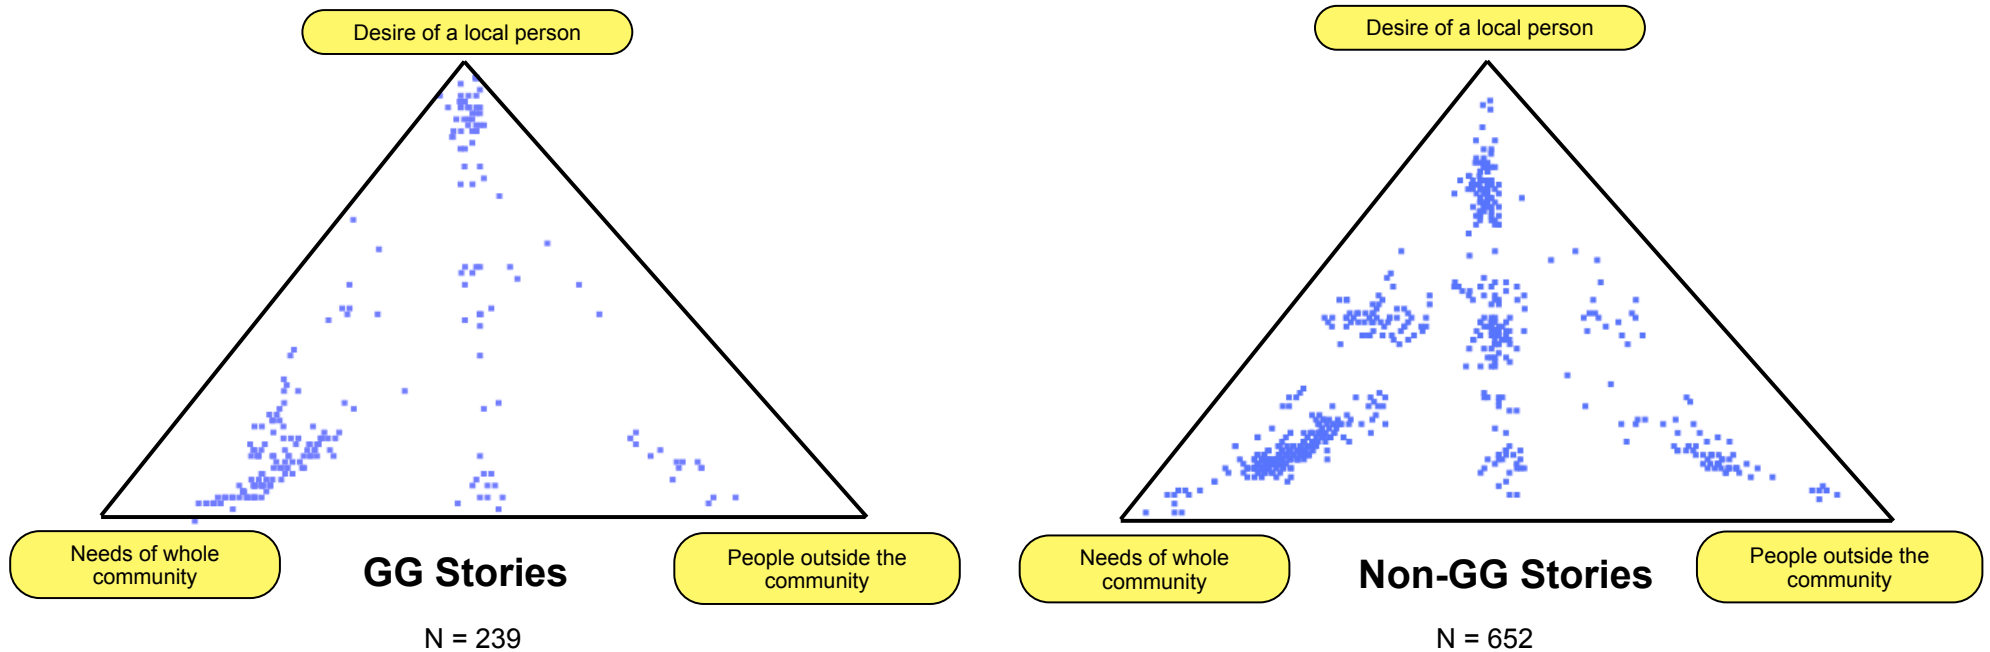 Desire of a local person
Needs of whole
community
GG Stories
People outside the
community
N = 239
Desire of a local person
Needs of whole
community
Non-GG Stories
People outside the
community
N = 652